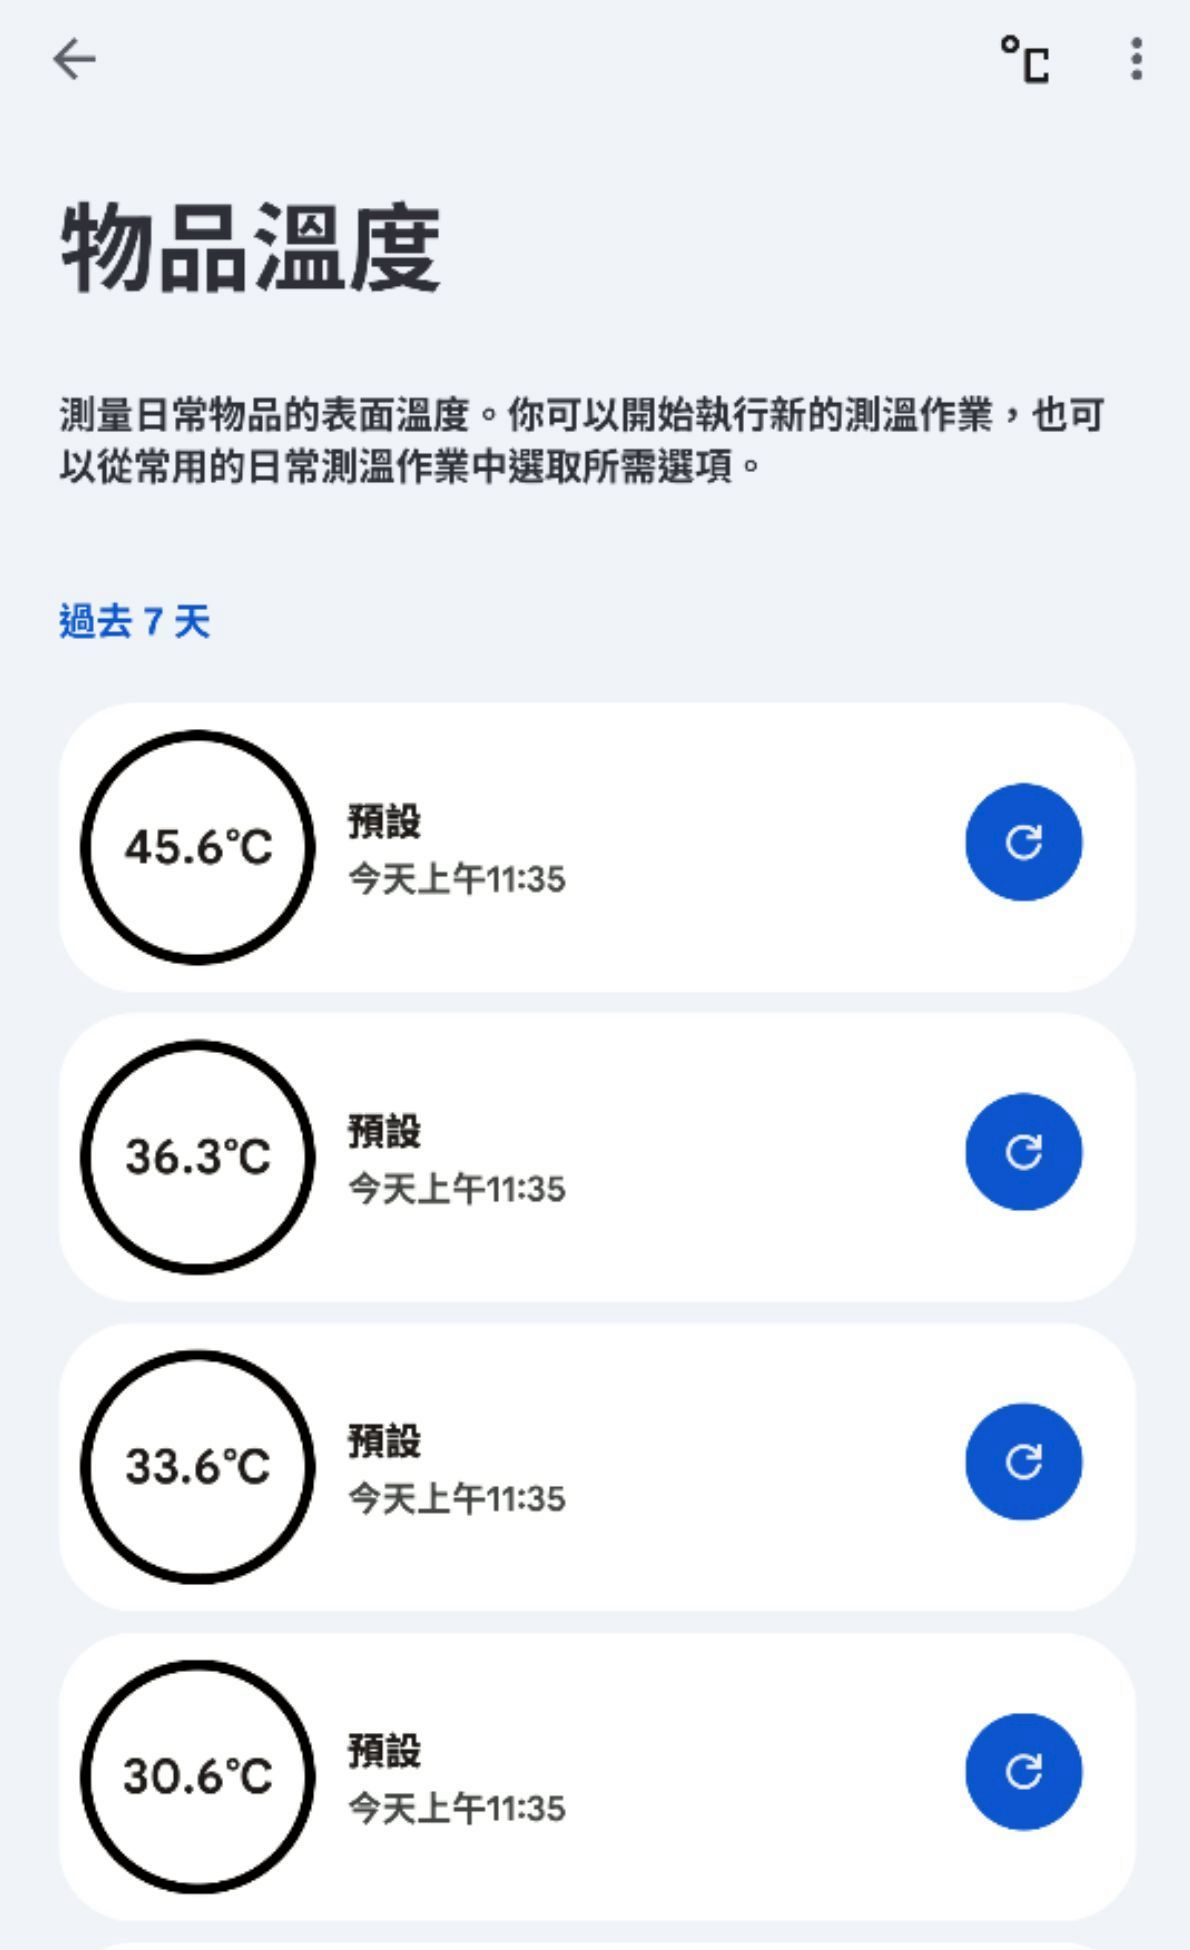 ℃
物品溫度
測量日常物品的表面溫度。你可以開始執行新的測溫作業，也可
以從常用的日常測溫作業中選取所需選項。
過去 7 天
45.6°C
預設
今天上午11:35
36.3°C
預設
今天上午11:35
33.6°C
預設
今天上午11:35
30.6°C
預設
今天上午11:35